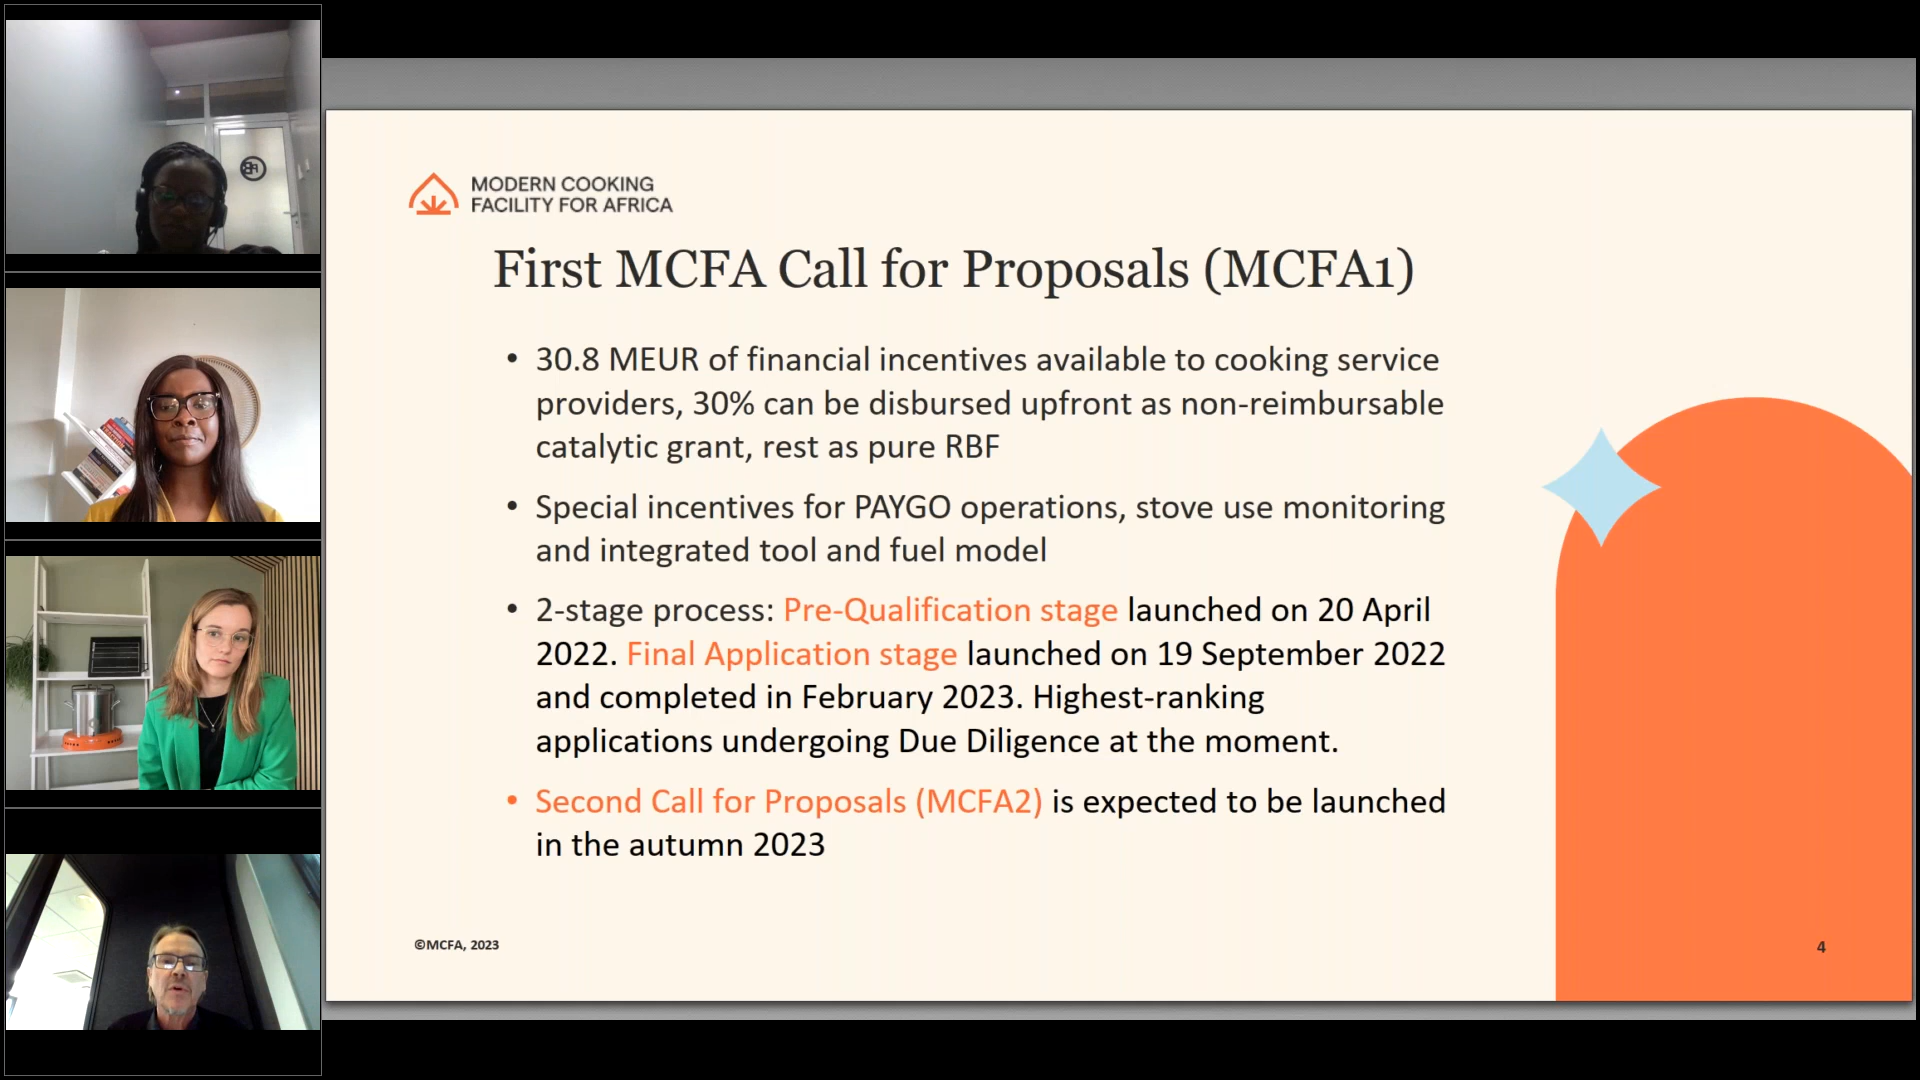 MODERN COOKING
FACILITY FOR AFRICA
First MCFA Call for Proposals (MCFA1)
• 30.8 MEUR of financial incentives available to cooking service
providers, 30% can be disbursed upfront as non-reimbursable
catalytic grant, rest as pure RBF
• Special incentives for PAYGO operations, stove use monitoring
and integrated tool and fuel model
• 2-stage process: Pre-Qualification stage launched on 20 April
2022. Final Application stage launched on 19 September 2022
and completed in February 2023. Highest-ranking
applications undergoing Due Diligence at the moment.
• Second Call for Proposals (MCFA2) is expected to be launched
in the autumn 2023
©MCFA, 2023
4